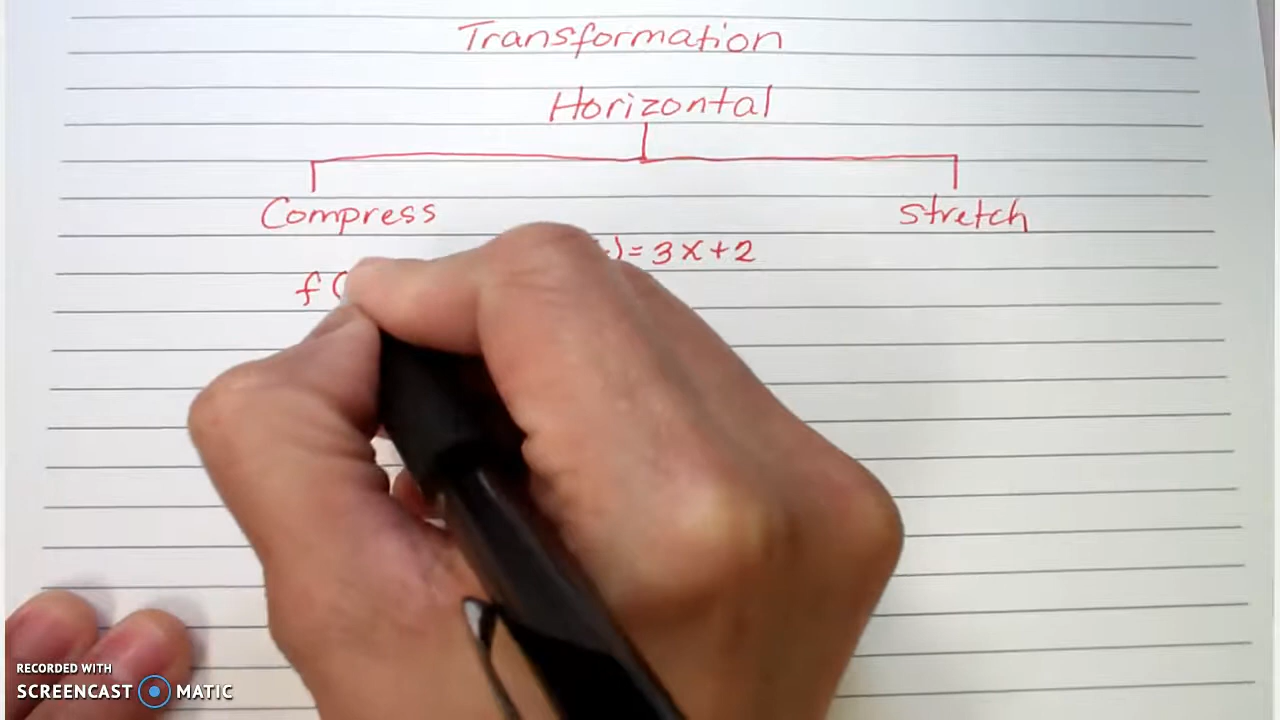 Transformation
Horizontal
Compress Stretch
) = 3x + 2
f (
RECORDED WITH
SCREENCAST MATIC